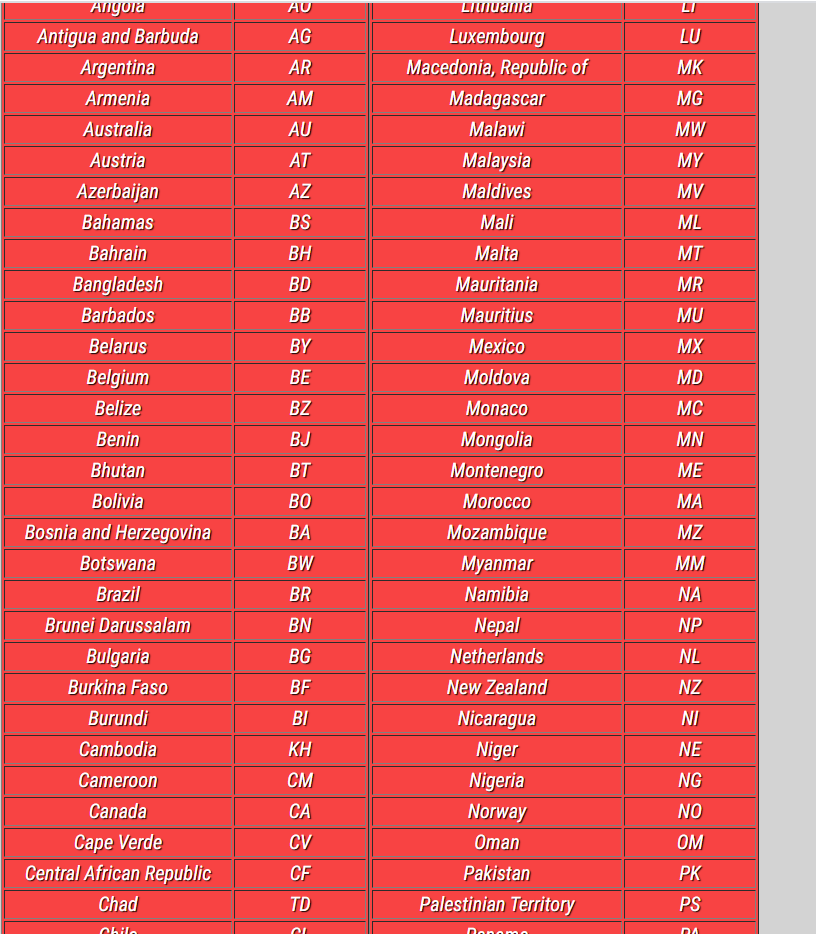 Angola AO Lithuania LT
Antigua and Barbuda AG Luxembourg LU
Argentina AR Macedonia, Republic of MK
Armenia AM Madagascar MG
Australia AU Malawi MW
Austria AT Malaysia MY
Azerbaijan AZ Maldives MV
Bahamas BS Mali ML
Bahrain BH Malta MT
Bangladesh BD Mauritania MR
Barbados BB Mauritius MU
Belarus BY Mexico MX
Belgium BE Moldova MD
Belize BZ Monaco MC
Benin BJ Mongolia MN
Bhutan BT Montenegro ME
Bolivia BO Morocco MA
Bosnia and Herzegovina BA Mozambique MZ
Botswana BW Myanmar MM
Brazil BR Namibia NA
Brunei Darussalam BN Nepal NP
Bulgaria BG Netherlands NL
Burkina Faso BF New Zealand NZ
Burundi BI Nicaragua NI
Cambodia KH Niger NE
Cameroon CM Nigeria NG
Canada CA Norway NO
Cape Verde CV Oman OM
Central African Republic CF Pakistan PK
Chad TD Palestinian Territory PS
Chile CL Panama PA